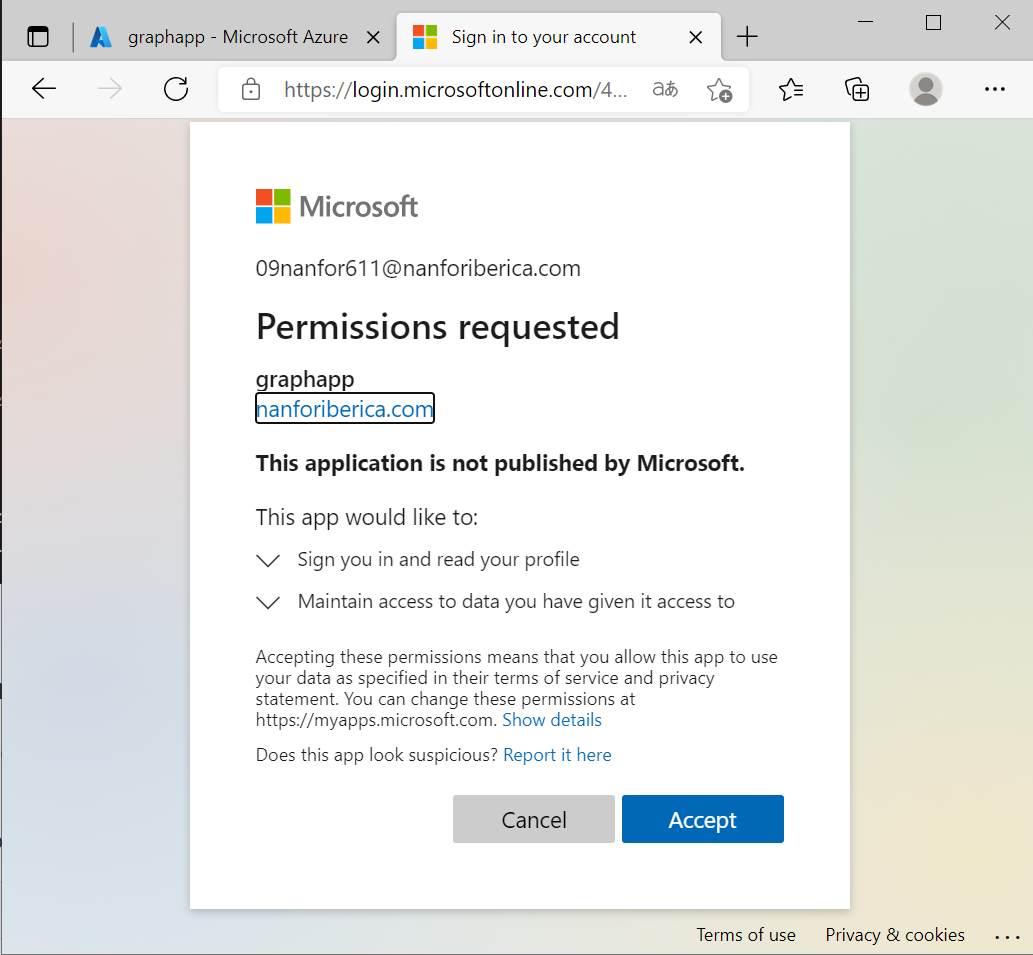 graphapp - Microsoft Azure
Sign in to your account
https://login.microsoftonline.com/4...
aあ
Microsoft
09nanfor611@nanforiberica.com
Permissions requested
graphapp
nanforiberica.com
This application is not published by Microsoft.
This app would like to:
Sign you in and read your profile
Maintain access to data you have given it access to
Accepting these permissions means that you allow this app to use
your data as specified in their terms of service and privacy
statement. You can change these permissions at
https://myapps.microsoft.com. Show details
Does this app look suspicious? Report it here
Cancel
Accept
Terms of use
Privacy & cookies
...